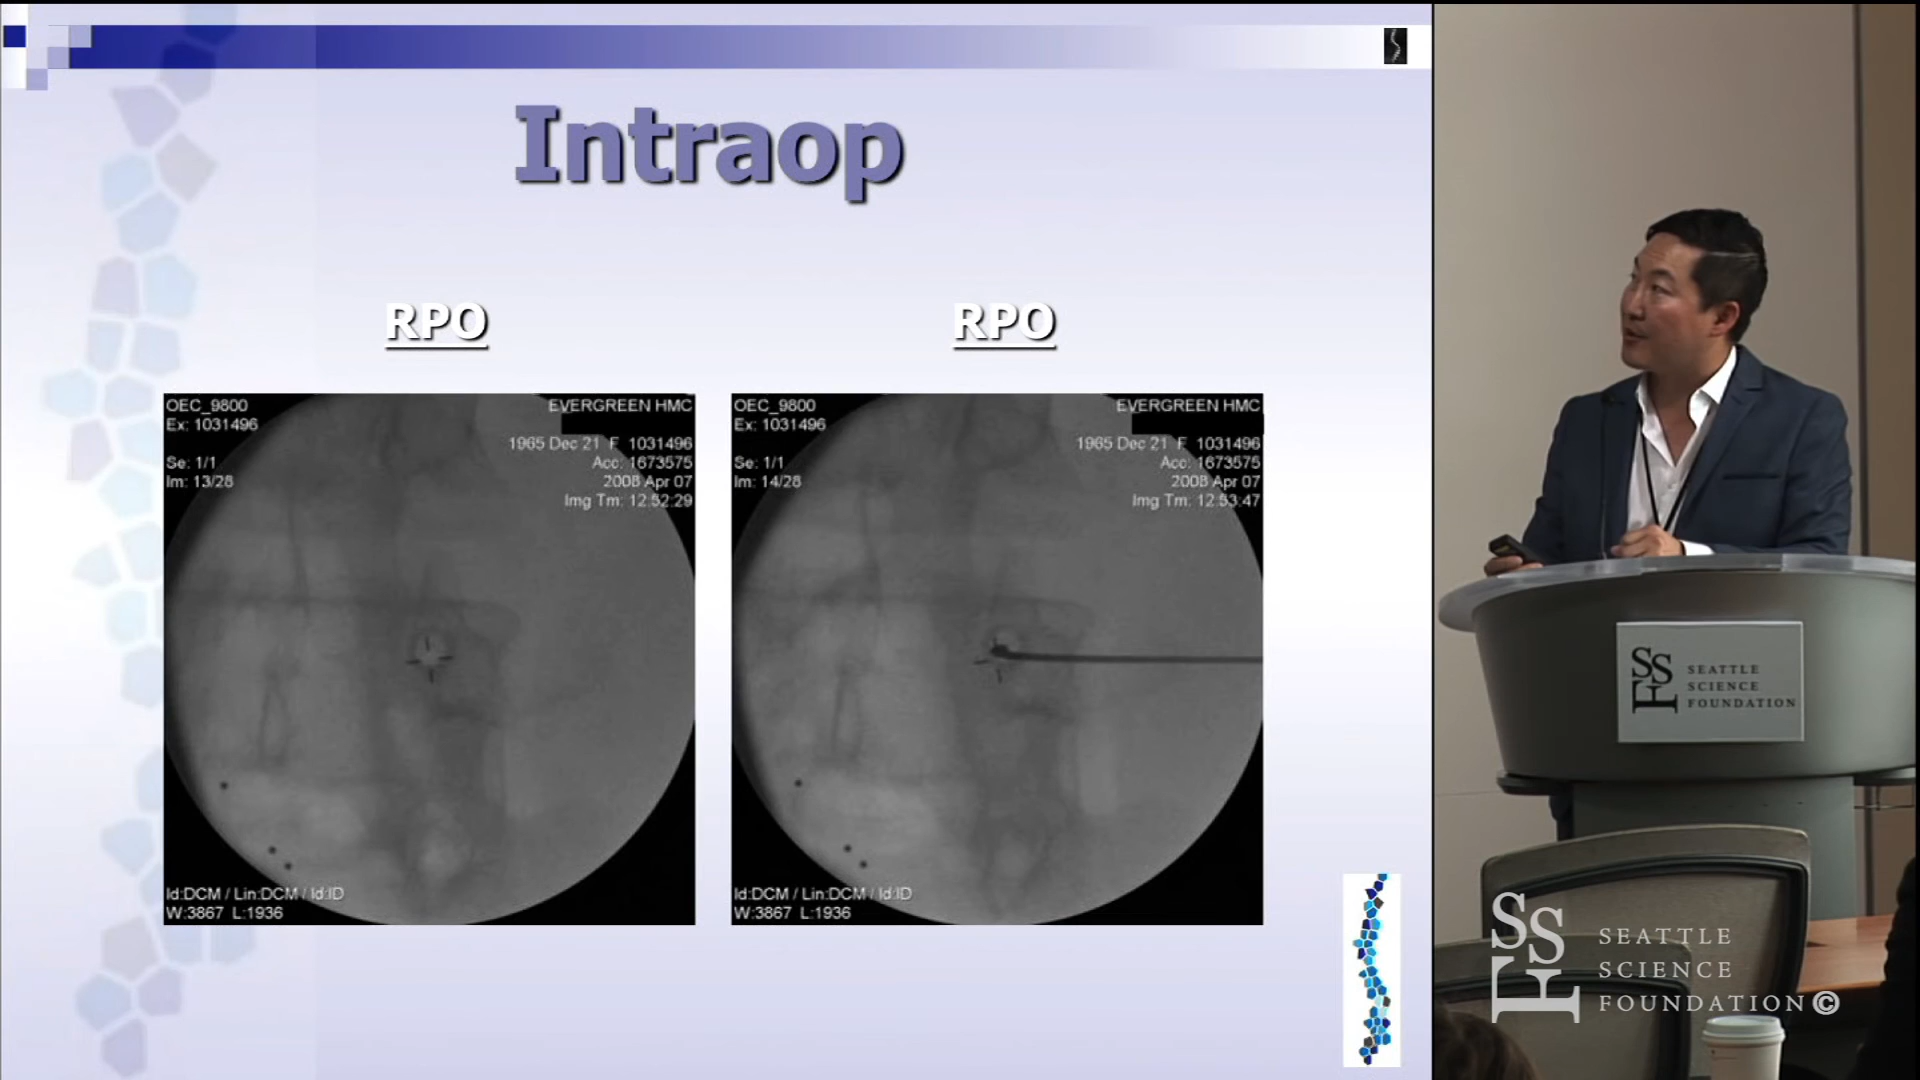 Intraop
RPO
RPO
OEC_9800
Ex: 1031496
Se: 1/1
Im: 13/28
EVERGREEN HMC
1965 Dec 21 F 1031496
Acc: 1673575
2008 Apr 07
Img Tm: 12:52:29
Id:DCM / Lin:DCM / Id:ID
W:3867 L:1936
OEC_9800
Ex: 1031496
Se: 1/1
Im: 14/28
EVERGREEN HMC
1965 Dec 21 F 1031496
Acc: 1673575
2008 Apr 07
Img Tm: 12:53:47
Id:DCM / Lin:DCM / Id:ID
W:3867 L:1936
SSF
SEATTLE
SCIENCE
FOUNDATION
SSF
SEATTLE
SCIENCE
FOUNDATION©